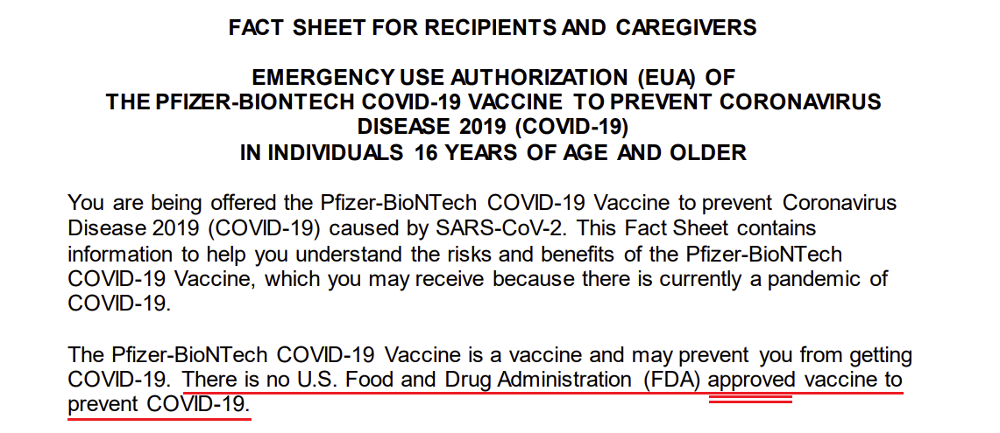 FACT SHEET FOR RECIPIENTS AND CAREGIVERS
EMERGENCY USE AUTHORIZATION (EUA) OF
THE PFIZER-BIONTECH COVID-19 VACCINE TO PREVENT CORONAVIRUS
DISEASE 2019 (COVID-19)
IN INDIVIDUALS 16 YEARS OF AGE AND OLDER
You are being offered the Pfizer-BioNTech COVID-19 Vaccine to prevent Coronavirus
Disease 2019 (COVID-19) caused by SARS-CoV-2. This Fact Sheet contains
information to help you understand the risks and benefits of the Pfizer-BioNTech
COVID-19 Vaccine, which you may receive because there is currently a pandemic of
COVID-19.
The Pfizer-BioNTech COVID-19 Vaccine is a vaccine and may prevent you from getting
COVID-19. There is no U.S. Food and Drug Administration (FDA) approved vaccine to
prevent COVID-19.